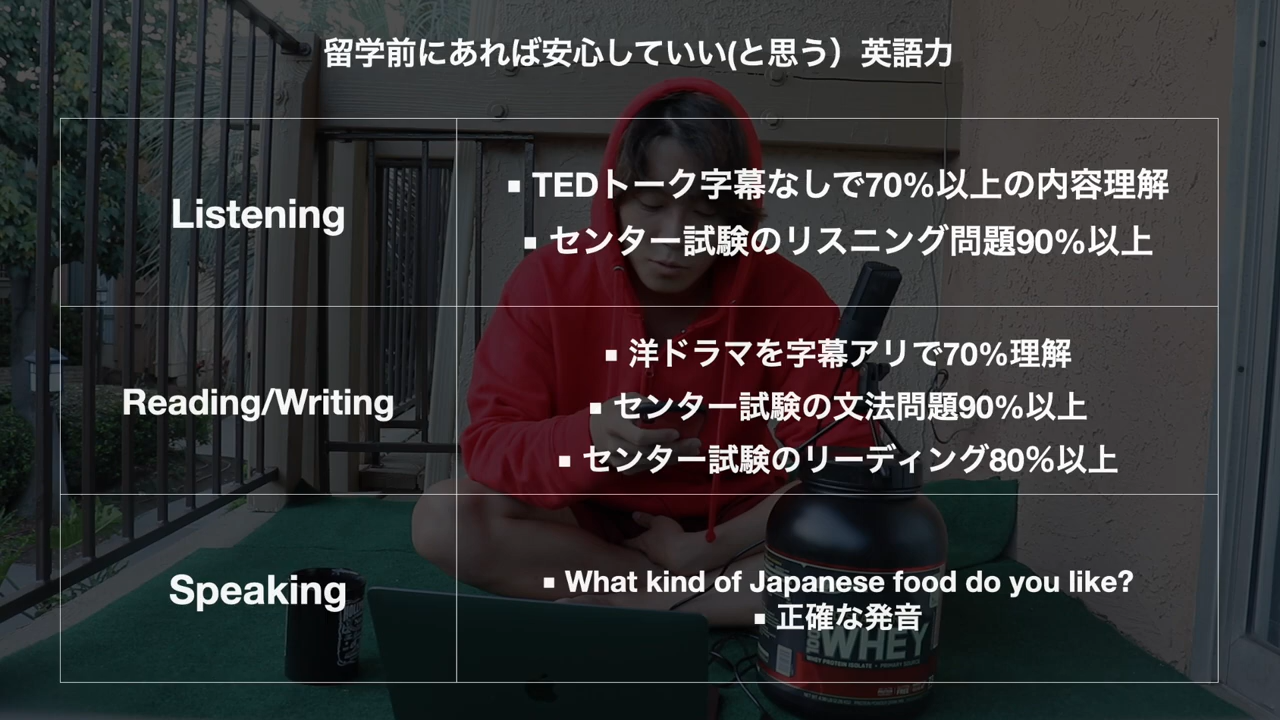 留学前にあれば安心していい(と思う）英語力
Listening
▪ TEDトーク字幕なしで70%以上の内容理解
▪ センター試験のリスニング問題90%以上
Reading/Writing
▪ 洋ドラマを字幕アリで70%理解
▪ センター試験の文法問題90%以上
▪ センター試験のリーディング80%以上
Speaking
▪ What kind of Japanese food do you like?
▪ 正確な発音
100% WHEY
WHEY PROTEIN ISOLATE • PRIMARY SOURCE